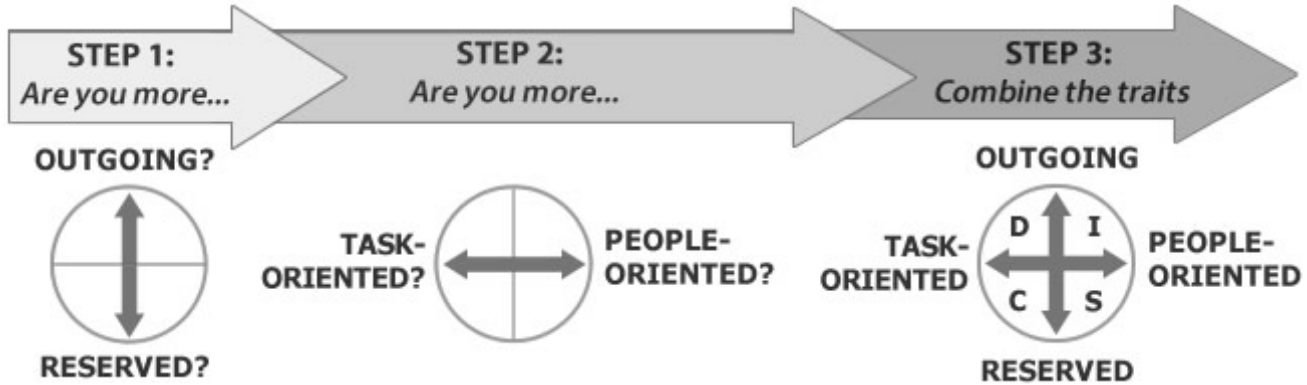 STEP 1:
Are you more...
STEP 2:
Are you more...
STEP 3:
Combine the traits
OUTGOING?
RESERVED?
TASK-
ORIENTED?
PEOPLE-
ORIENTED?
OUTGOING
TASK-
ORIENTED
D I
C S
PEOPLE-
ORIENTED
RESERVED